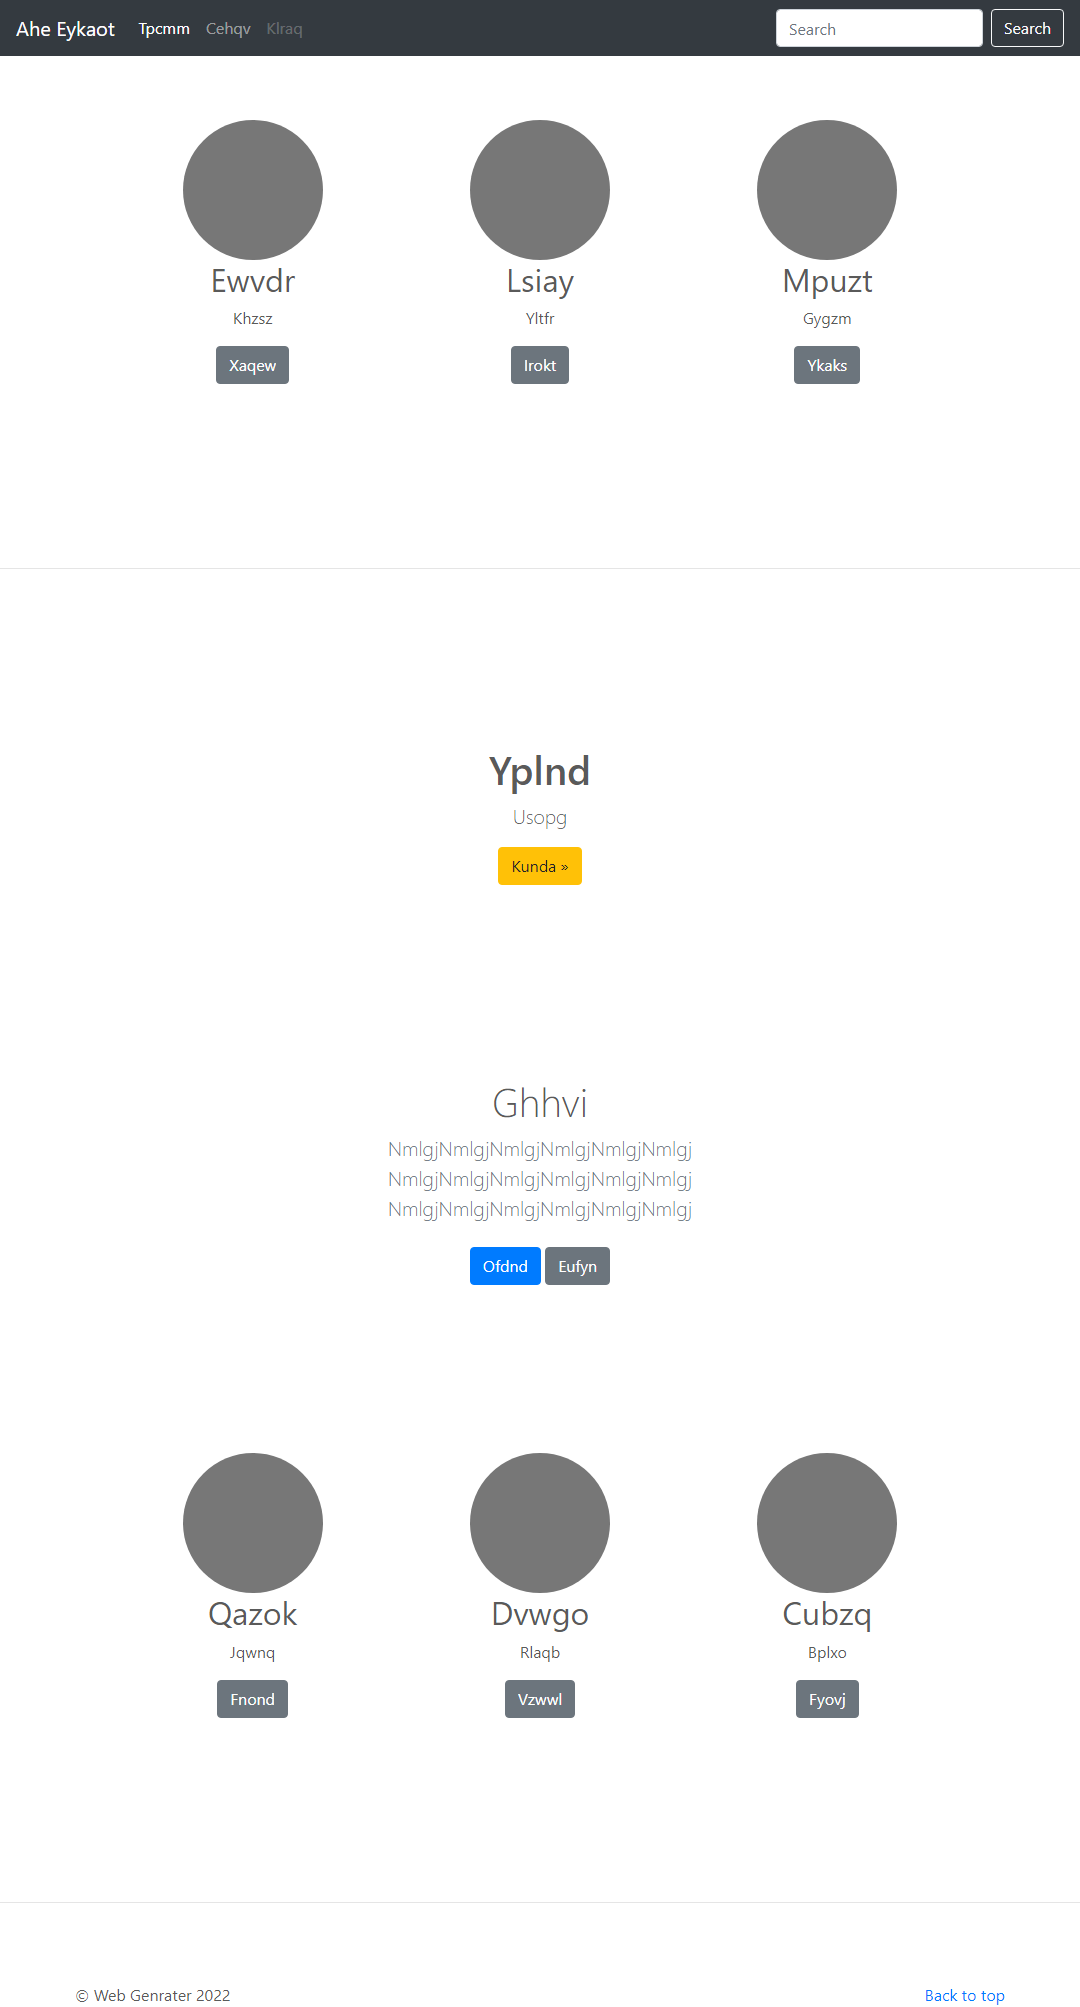 Ahe Eykaot Tpcmm Cehqv Klraq Search Search
Ewvdr Lsiay Mpuzt
Khzsz Yltfr Gygzm
Xaqew Irokt Ykaks
Yplnd
Usopg
Kunda »
Ghhvi
NmlgjNmlgjNmlgjNmlgjNmlgjNmlgj
NmlgjNmlgjNmlgjNmlgjNmlgjNmlgj
NmlgjNmlgjNmlgjNmlgjNmlgjNmlgj
Ofdnd Eufyn
Qazok Dvwgo Cubzq
Jqwnq Rlaqb Bplxo
Fnond Vzwwl Fyovj
© Web Genrater 2022 Back to top